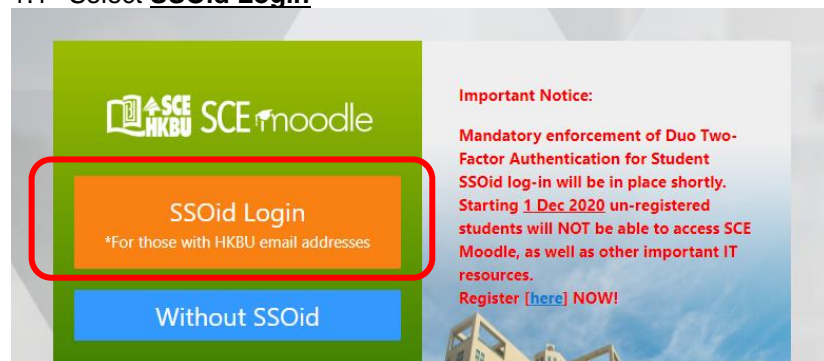 Select SSOid Login
SCE
HKBU
SCE moodle
SSOid Login
*For those with HKBU email addresses
Without SSOid
Important Notice:
Mandatory enforcement of Duo Two-
Factor Authentication for Student
SSOid log-in will be in place shortly.
Starting 1 Dec 2020 un-registered
students will NOT be able to access SCE
Moodle, as well as other important IT
resources.
Register [here] NOW!